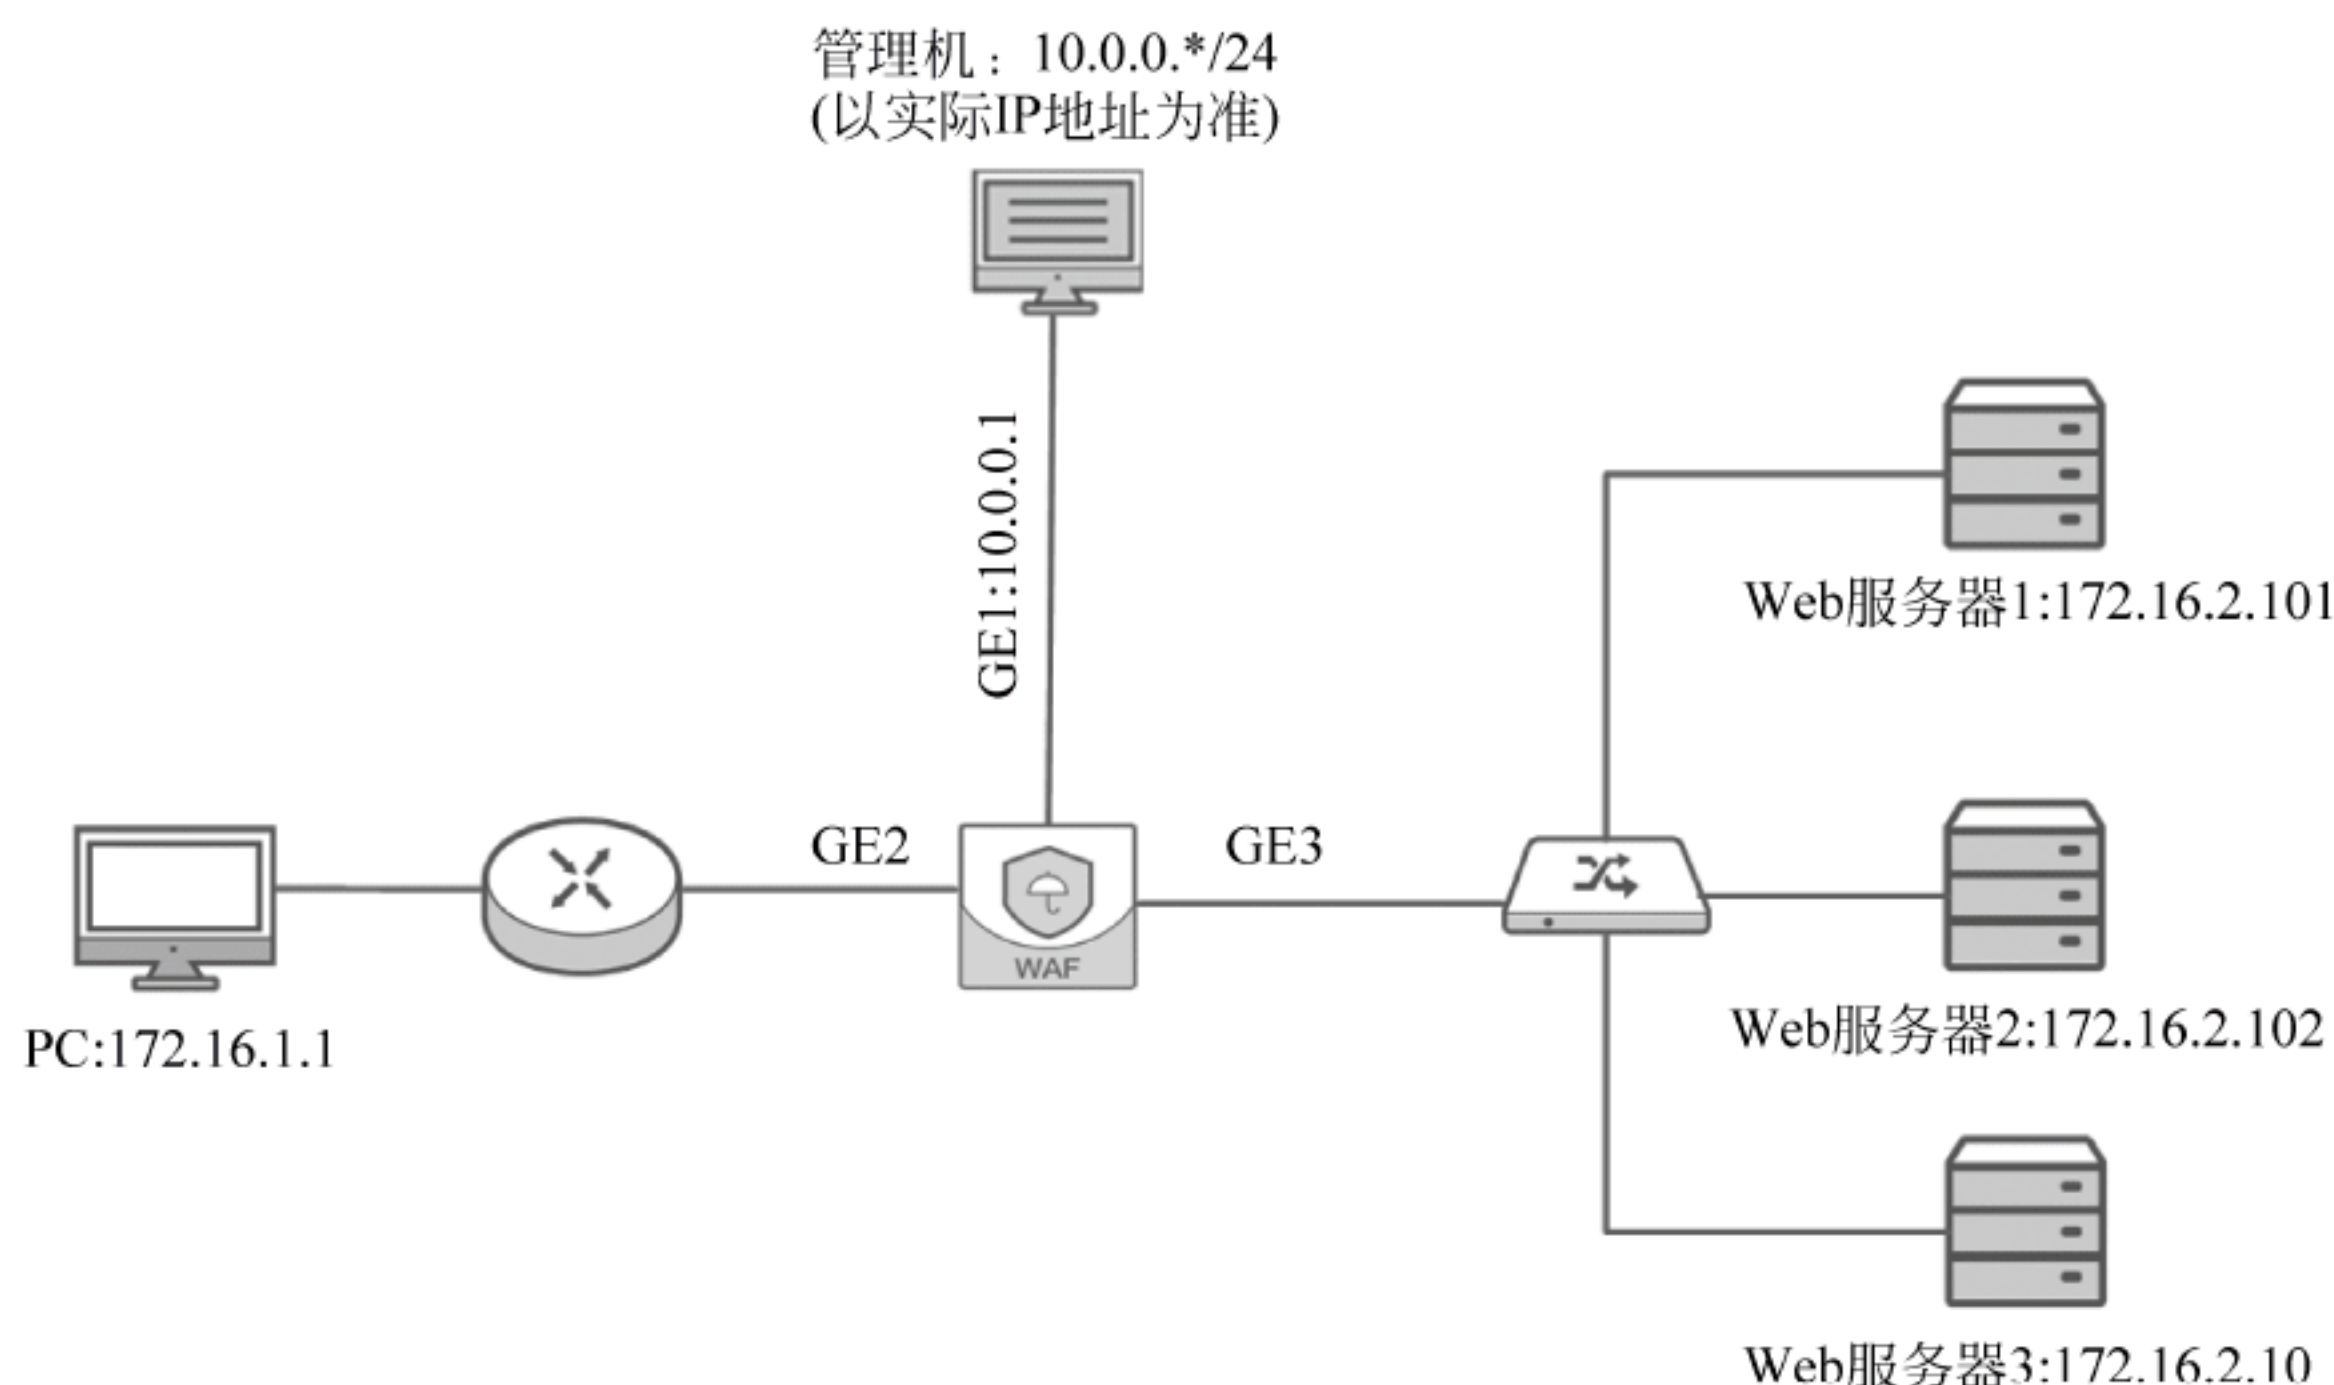 管理机：10.0.0.*/24
(以实际IP地址为准)
GE1:10.0.0.1
Web服务器1:172.16.2.101
GE2
GE3
WAF
Web服务器2:172.16.2.102
PC:172.16.1.1
Web服务器3:172.16.2.10